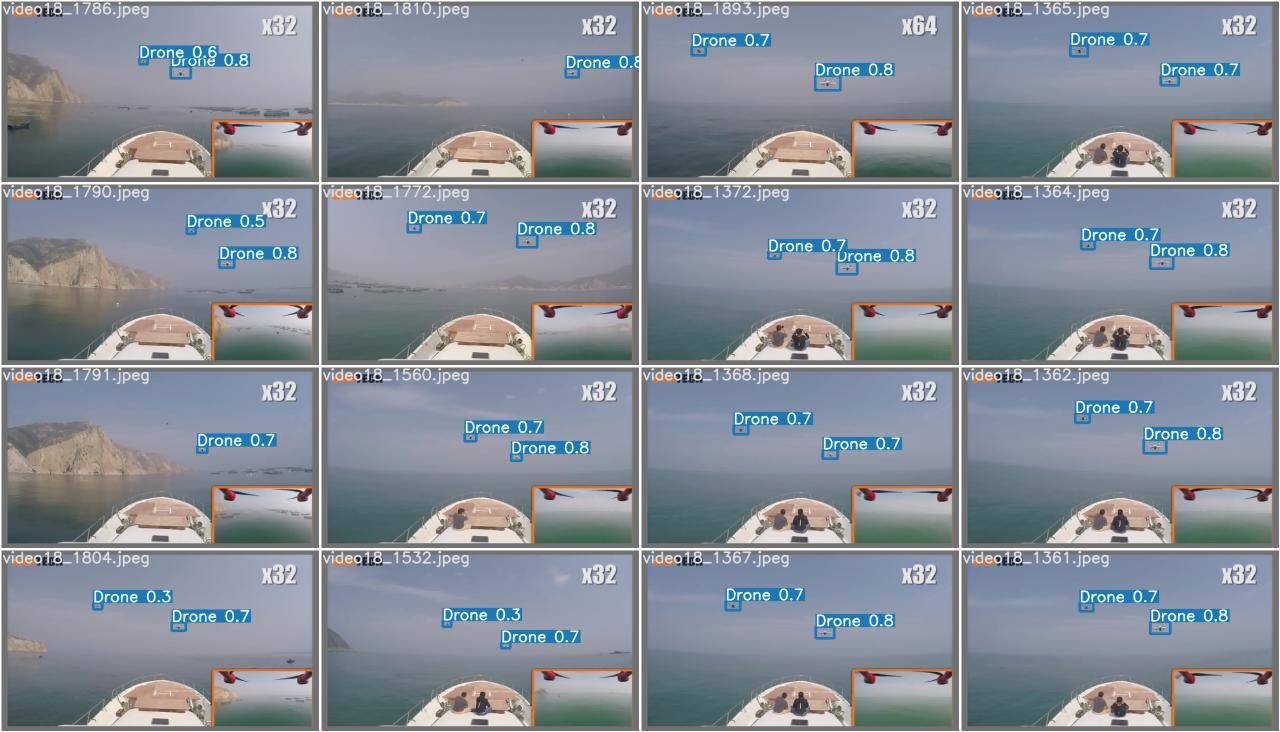 video18_1786.jpeg
x32
Drone 0.6
Drone 0.8
video18_1810.jpeg
x32
Drone 0.8
video18_1893.jpeg
x64
Drone 0.7
Drone 0.8
video18_1365.jpeg
x32
Drone 0.7
Drone 0.7
video18_1790.jpeg
x32
Drone 0.5
Drone 0.8
video18_1772.jpeg
x32
Drone 0.7
Drone 0.8
video18_1372.jpeg
x32
Drone 0.7
Drone 0.8
video18_1364.jpeg
x32
Drone 0.7
Drone 0.8
video18_1791.jpeg
x32
Drone 0.7
video18_1560.jpeg
x32
Drone 0.7
Drone 0.8
video18_1368.jpeg
x32
Drone 0.7
Drone 0.7
video18_1362.jpeg
x32
Drone 0.7
Drone 0.8
video18_1804.jpeg
x32
Drone 0.3
Drone 0.7
video18_1532.jpeg
x32
Drone 0.3
Drone 0.7
video18_1367.jpeg
x32
Drone 0.7
Drone 0.8
video18_1361.jpeg
x32
Drone 0.7
Drone 0.8